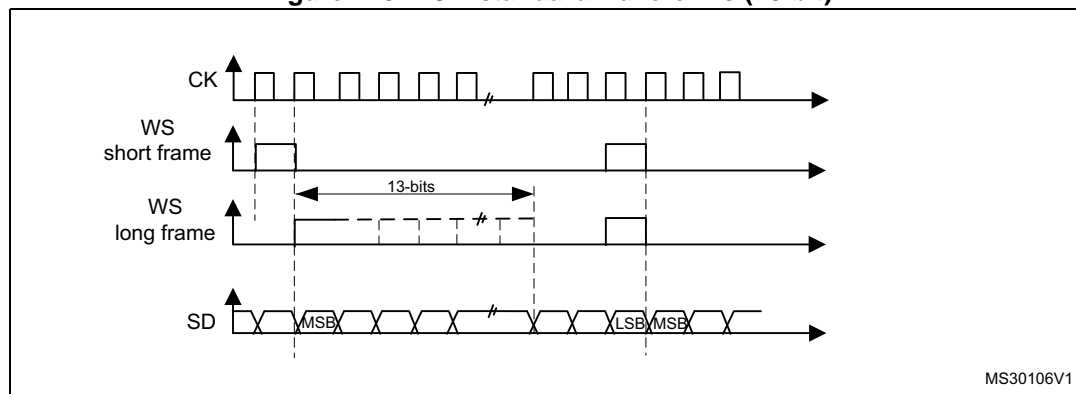 CK
WS
short frame
13-bits
WS
long frame
SD
MSB
LSB
MSB
MS30106V1